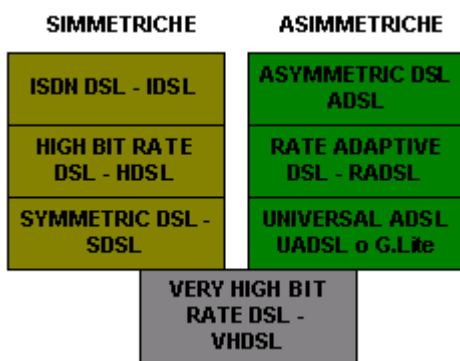 SIMMETRICHE
ISDN DSL - IDSL
HIGH BIT RATE
DSL - HDSL
SYMMETRIC DSL -
SDSL
ASIMMETRICHE
ASYMMETRIC DSL
ADSL
RATE ADAPTIVE
DSL - RADSL
UNIVERSAL ADSL
UADSL o G.Lite
VERY HIGH BIT
RATE DSL -
VHDSL